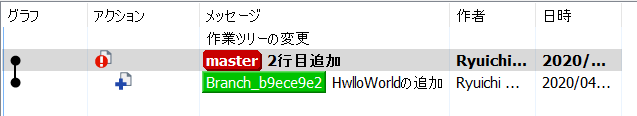 グラフ アクション メッセージ 作者 日時
作業ツリーの変更
master 2行目追加 Ryuichi... 2020/...
Branch_b9ece9e2 HwlloWorldの追加 Ryuichi ... 2020/04...